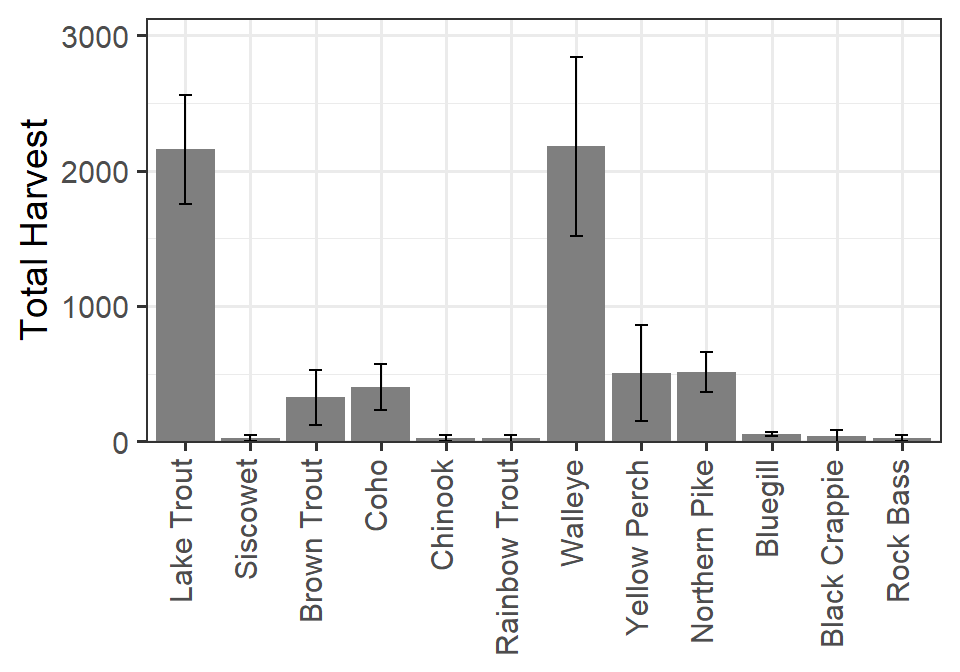 Total Harvest
3000
2000
1000
0
Lake Trout
Siscowet
Brown Trout
Coho
Chinook
Rainbow Trout
Walleye
Yellow Perch
Northern Pike
Bluegill
Black Crappie
Rock Bass